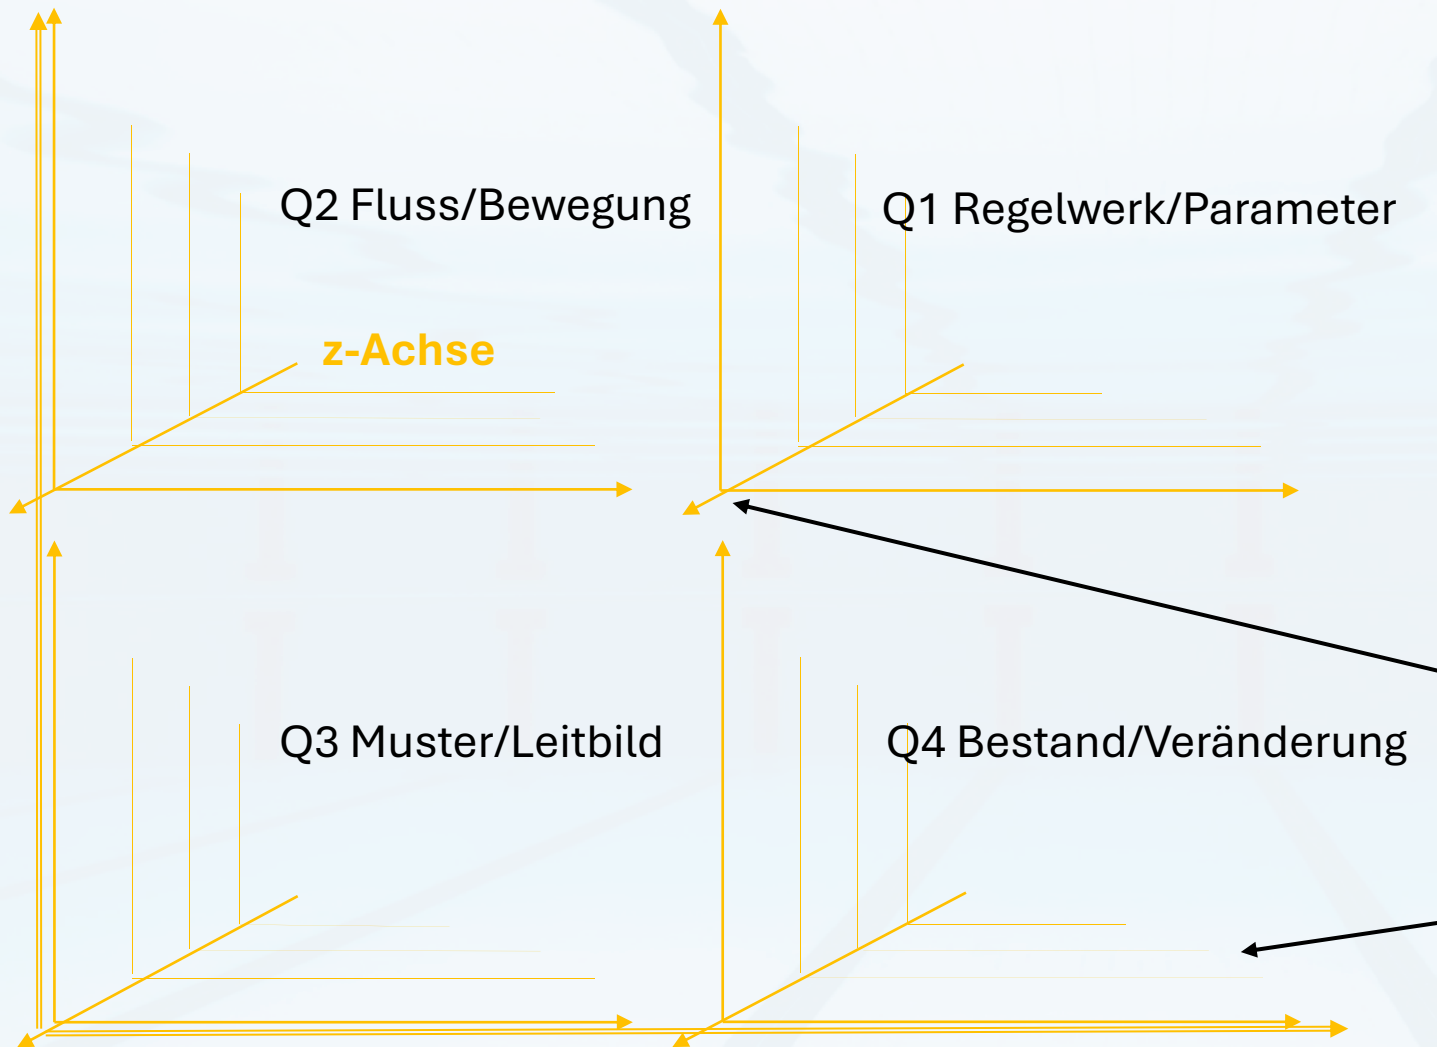 Q2 Fluss/Bewegung
Q1 Regelwerk/Parameter
z-Achse
Q3 Muster/Leitbild
Q4 Bestand/Veränderung